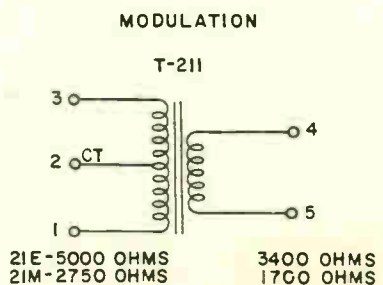 MODULATION
T-211
3
4
2 CT
5
1
21E-5000 OHMS 3400 OHMS
21M-2750 OHMS 1700 OHMS